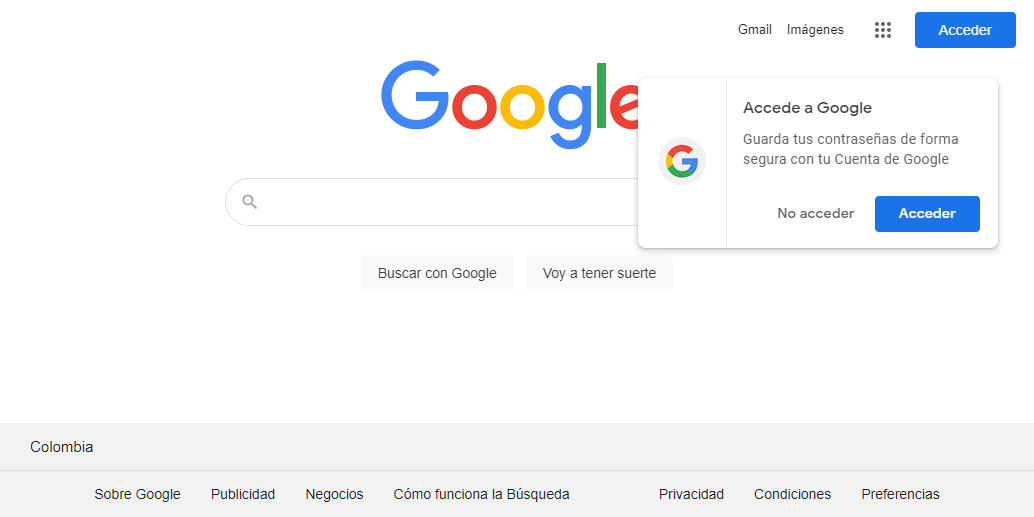 Gmail Imágenes Acceder
Google
Accede a Google
Guarda tus contraseñas de forma
segura con tu Cuenta de Google
No acceder Acceder
Buscar con Google Voy a tener suerte
Colombia
Sobre Google Publicidad Negocios Cómo funciona la Búsqueda Privacidad Condiciones Preferencias